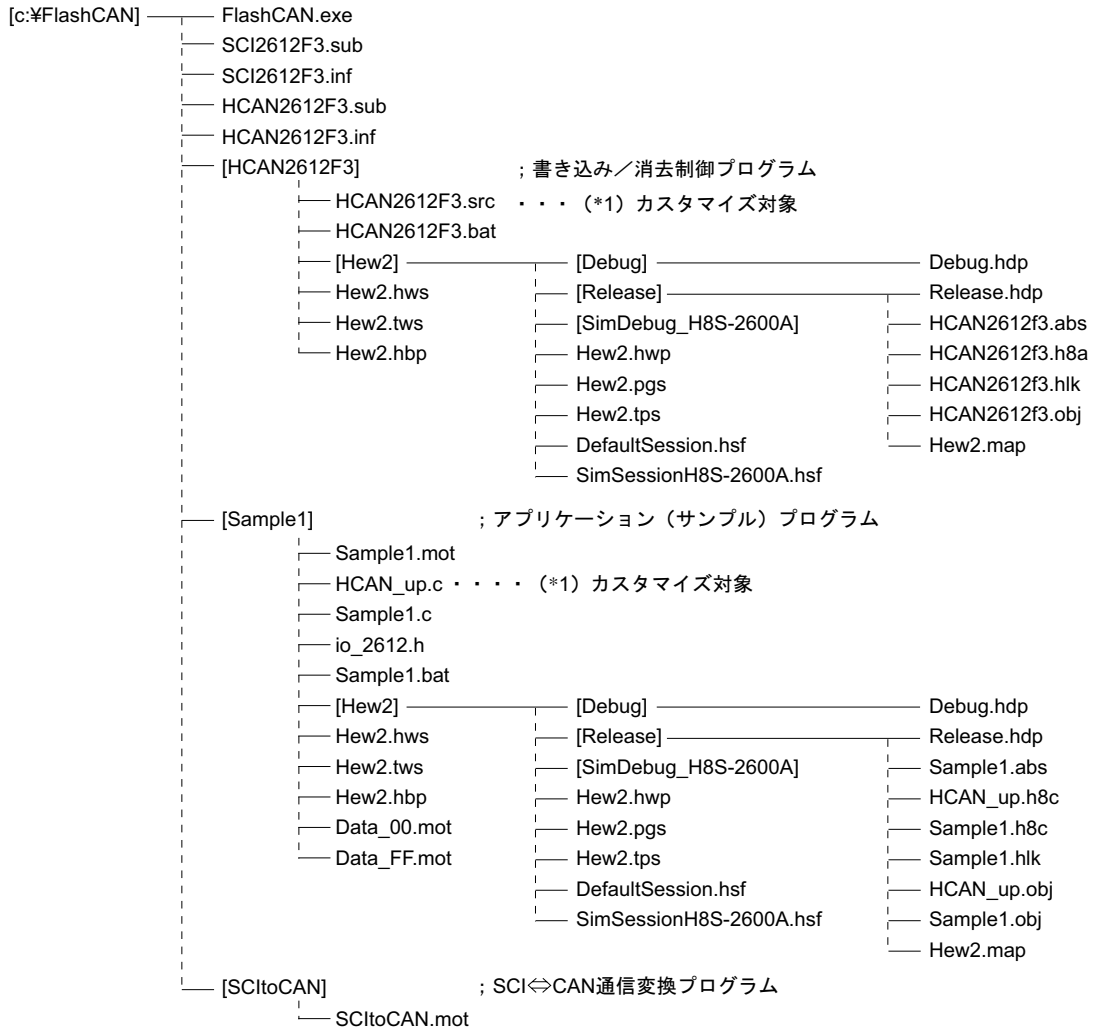 [c:¥FlashCAN] FlashCAN.exe
SCI2612F3.sub
SCI2612F3.inf
HCAN2612F3.sub
HCAN2612F3.inf
[HCAN2612F3] ；書き込み／消去制御プログラム
HCAN2612F3.src ・・・（*1）カスタマイズ対象
HCAN2612F3.bat
[Hew2] [Debug] Debug.hdp
Hew2.hws [Release] Release.hdp
Hew2.tws [SimDebug_H8S-2600A] HCAN2612f3.abs
Hew2.hbp Hew2.hwp HCAN2612f3.h8a
Hew2.pgs HCAN2612f3.hlk
Hew2.tps HCAN2612f3.obj
DefaultSession.hsf Hew2.map
SimSessionH8S-2600A.hsf
[Sample1] ；アプリケーション（サンプル）プログラム
Sample1.mot
HCAN_up.c ・・・・（*1）カスタマイズ対象
Sample1.c
io_2612.h
Sample1.bat
[Hew2] [Debug] Debug.hdp
Hew2.hws [Release] Release.hdp
Hew2.tws [SimDebug_H8S-2600A] Sample1.abs
Hew2.hbp Hew2.hwp HCAN_up.h8c
Data_00.mot Hew2.pgs Sample1.h8c
Data_FF.mot Hew2.tps Sample1.hlk
DefaultSession.hsf HCAN_up.obj
SimSessionH8S-2600A.hsf Sample1.obj
Hew2.map
[SCItoCAN] ；SCI⇔CAN通信変換プログラム
SCItoCAN.mot